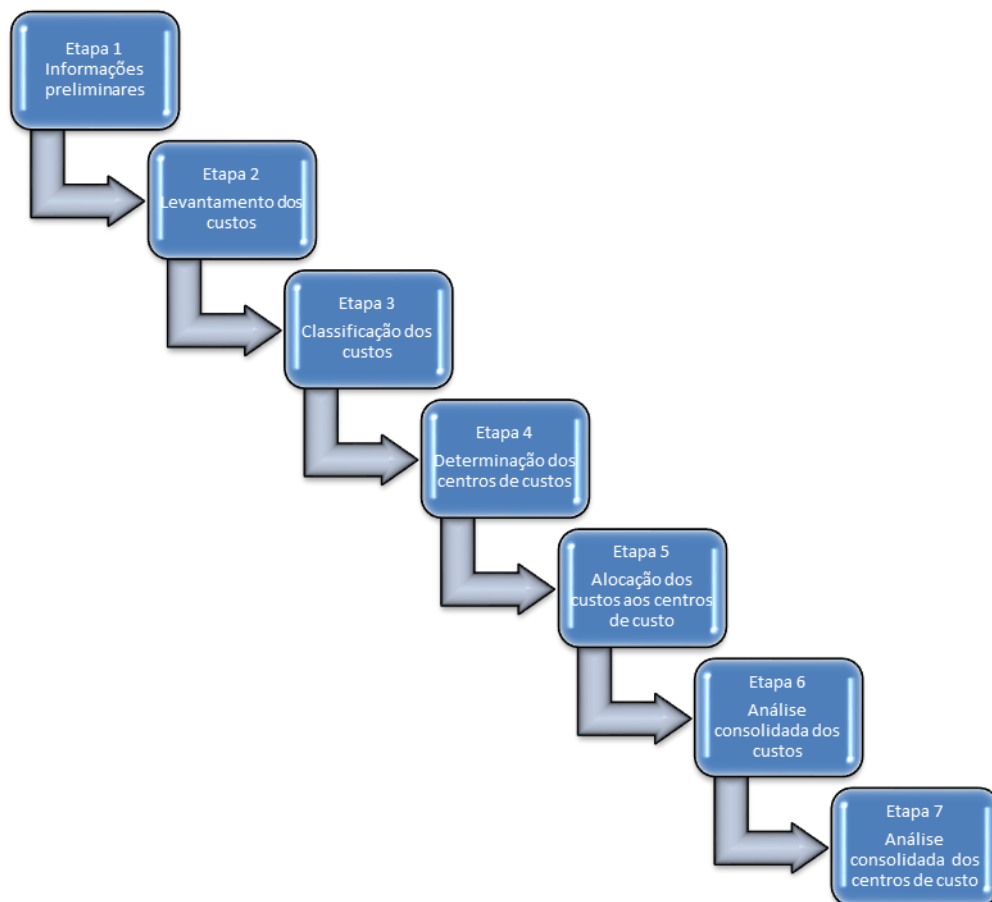 Etapa 1
Informações
preliminares
Etapa 2
Levantamento dos
custos
Etapa 3
Classificação dos
custos
Etapa 4
Determinação dos
centros de custos
Etapa 5
Alocação dos
custos aos centros
de custo
Etapa 6
Análise
consolidada dos
custos
Etapa 7
Análise
consolidada dos
centros de custo